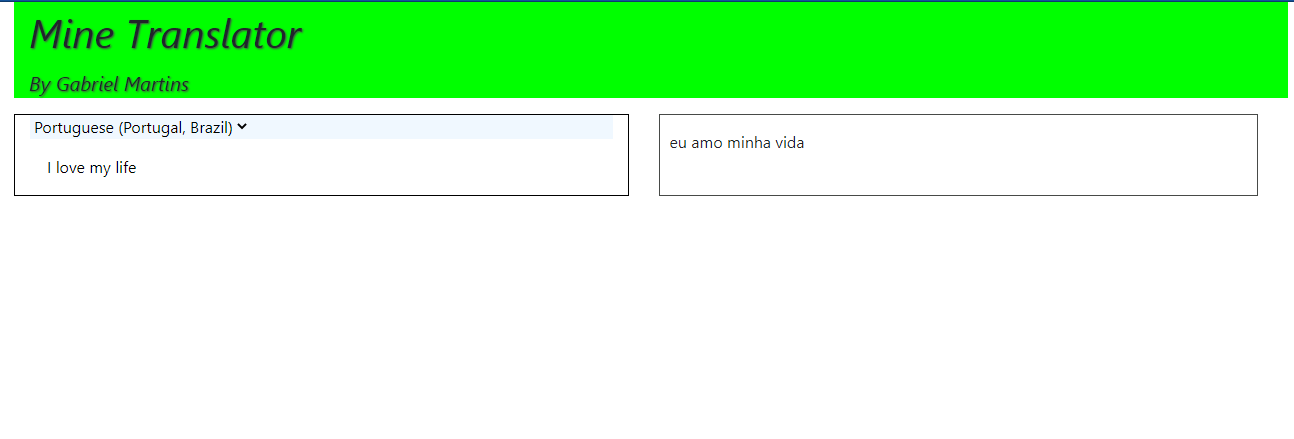 Mine Translator
By Gabriel Martins
Portuguese (Portugal, Brazil)
I love my life
eu amo minha vida